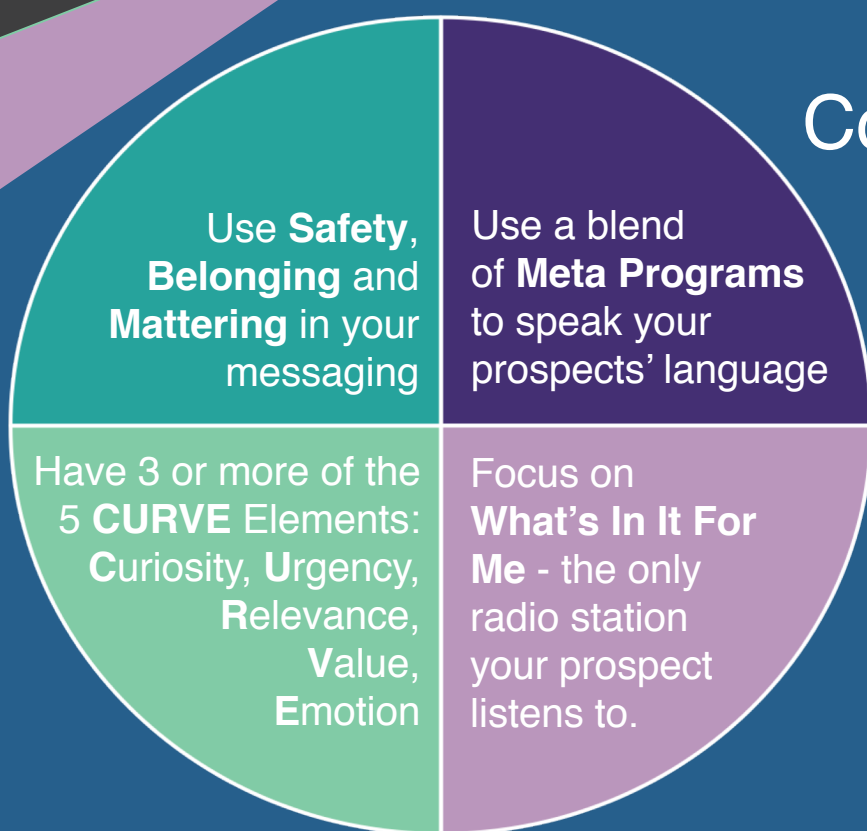 Co
Use Safety,
Belonging and
Mattering in your
messaging
Use a blend
of Meta Programs
to speak your
prospects’ language
Have 3 or more of the
5 CURVE Elements:
Curiosity, Urgency,
Relevance,
Value,
Emotion
Focus on
What’s In It For
Me - the only
radio station
your prospect
listens to.